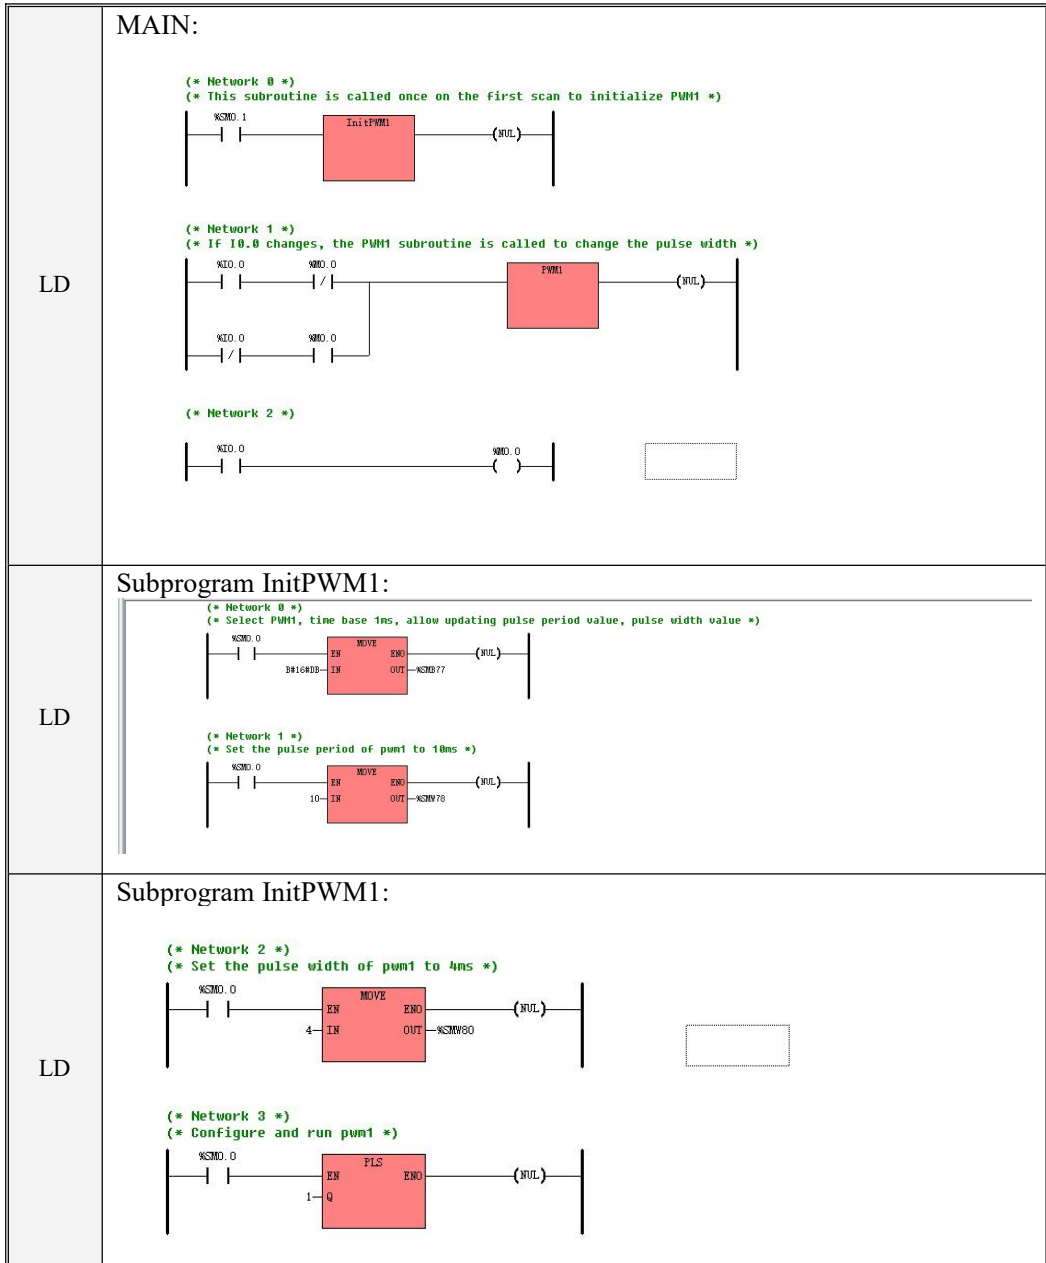 MAIN:
(* Network 0 *)
(* This subroutine is called once on the first scan to initialize PWM1 *)
%SM0.1
InitPWM1
(NUL)
(* Network 1 *)
(* If I0.0 changes, the PWM1 subroutine is called to change the pulse width *)
%I0.0 %M0.0
PWM1
(NUL)
LD
%I0.0 %M0.0
(* Network 2 *)
%I0.0 %M0.0
Subprogram InitPWM1:
(* Network 0 *)
(* Select PWM1, time base 1ms, allow updating pulse period value, pulse width value *)
%SM0.0 MOVE
EN ENO (NUL)
B#16#DB IN OUT %SMB77
LD
(* Network 1 *)
(* Set the pulse period of pwm1 to 10ms *)
%SM0.0 MOVE
EN ENO (NUL)
10 IN OUT %SMW78
Subprogram InitPWM1:
(* Network 2 *)
(* Set the pulse width of pwm1 to 4ms *)
%SM0.0 MOVE
EN ENO (NUL)
4 IN OUT %SMW80
LD
(* Network 3 *)
(* Configure and run pwm1 *)
%SM0.0 PLS
EN ENO (NUL)
1 Q